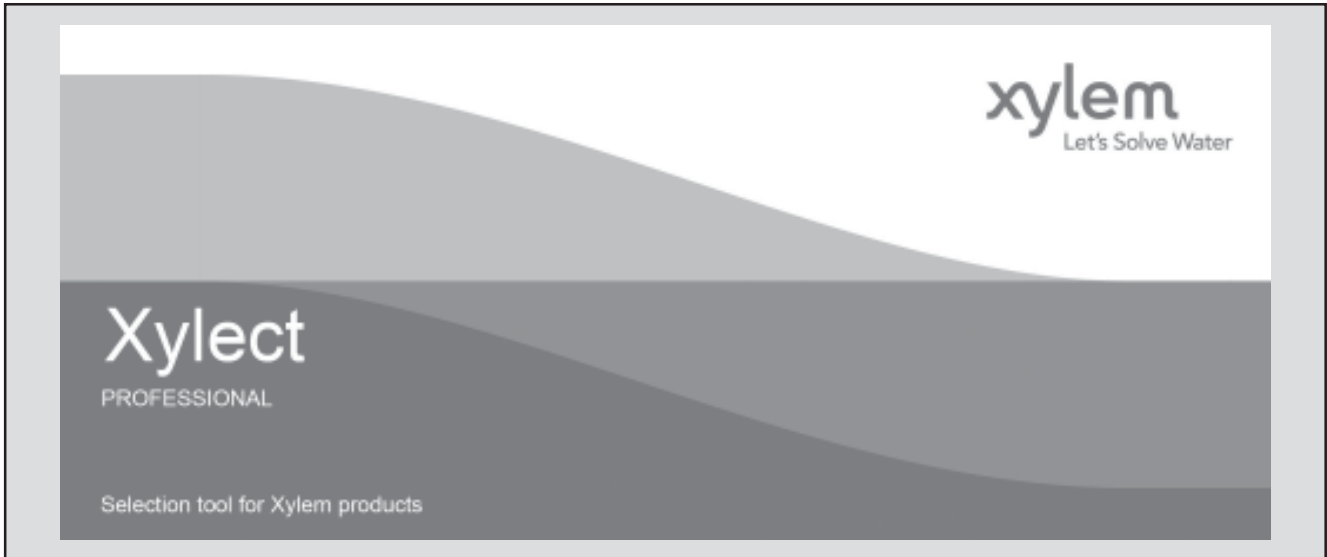 xylem
Let's Solve Water
Xylect
PROFESSIONAL
Selection tool for Xylem products